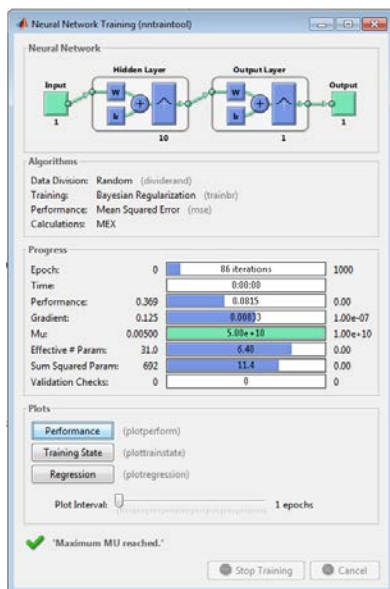 Neural Network Training (nntraintool)
Neural Network
Hidden Layer
Output Layer
Input
Output
W
b
W
b
1
10
1
1
Algorithms
Data Division: Random (dividerand)
Training: Bayesian Regularization (trainbr)
Performance: Mean Squared Error (mse)
Calculations: MEX
Progress
Epoch: 0 86 iterations 1000
Time: 0:00:00
Performance: 0.369 0.0815 0.00
Gradient: 0.125 0.00833 1.00e-07
Mu: 0.00500 5.00e+10 1.00e+10
Effective # Param: 31.0 6.40 0.00
Sum Squared Param: 692 11.4 0.00
Validation Checks: 0 0 0
Plots
Performance (plotperform)
Training State (plottrainstate)
Regression (plotregression)
Plot Interval: 1 epochs
'Maximum MU reached.'
Stop Training Cancel